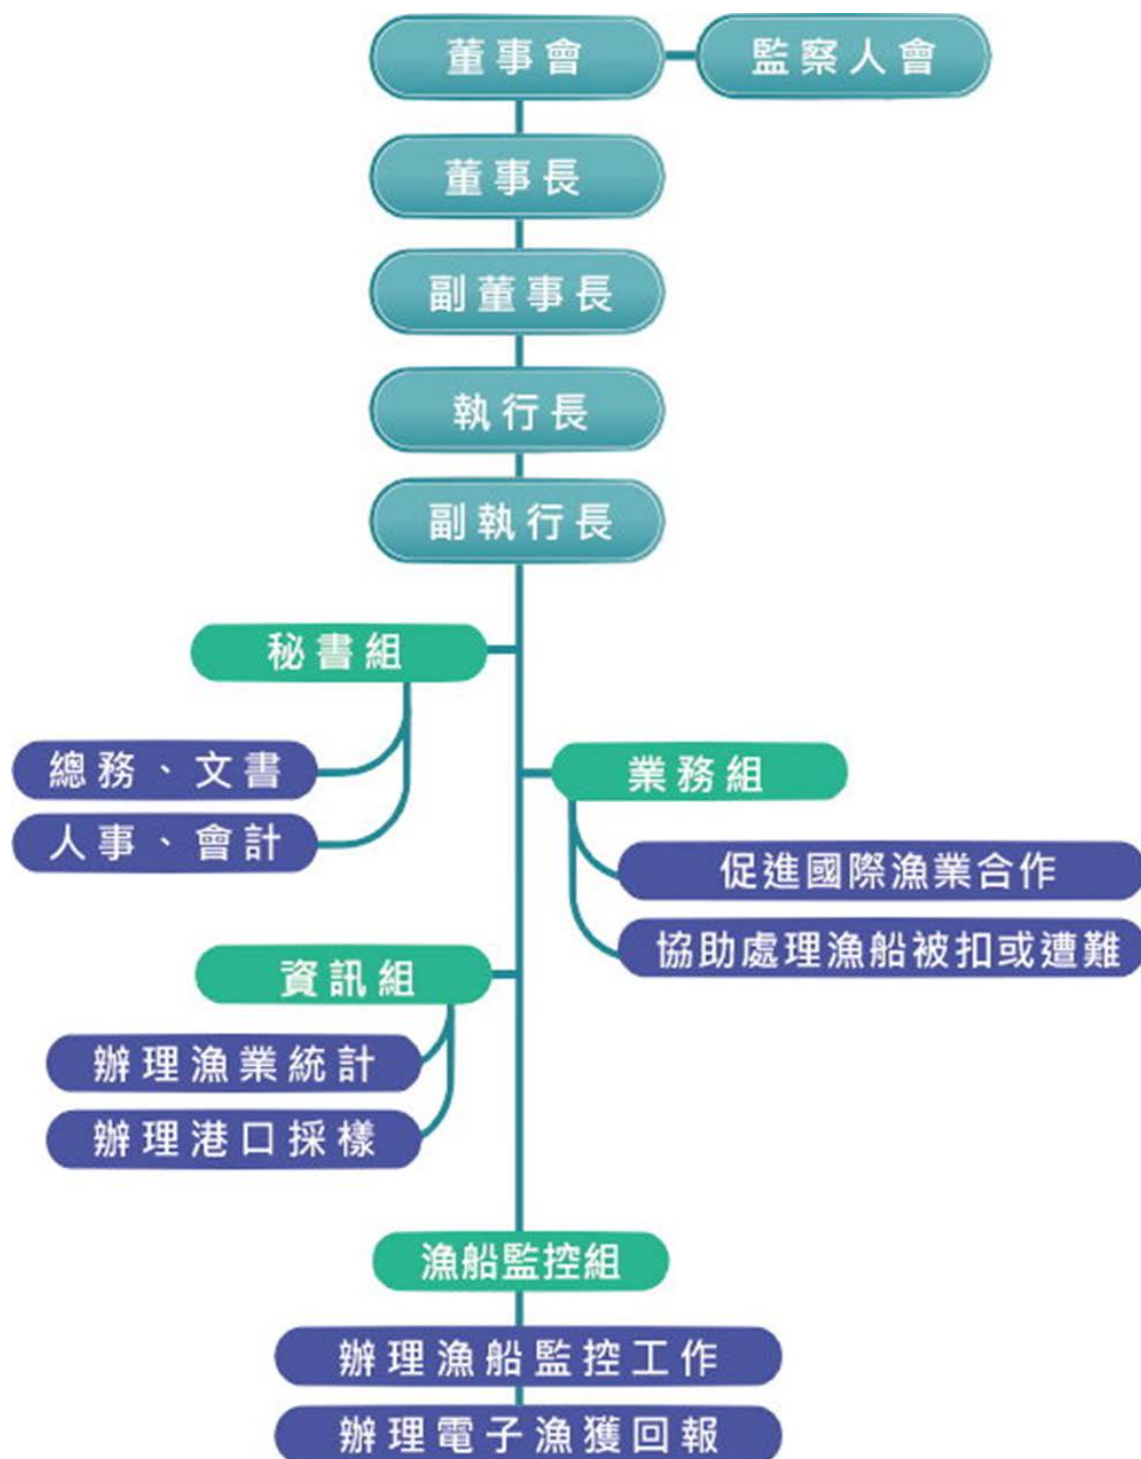 董事會
監察人會
董事長
副董事長
執行長
副執行長
秘書組
總務、文書
人事、會計
業務組
促進國際漁業合作
協助處理漁船被扣或遭難
資訊組
辦理漁業統計
辦理港口採樣
漁船監控組
辦理漁船監控工作
辦理電子漁獲回報